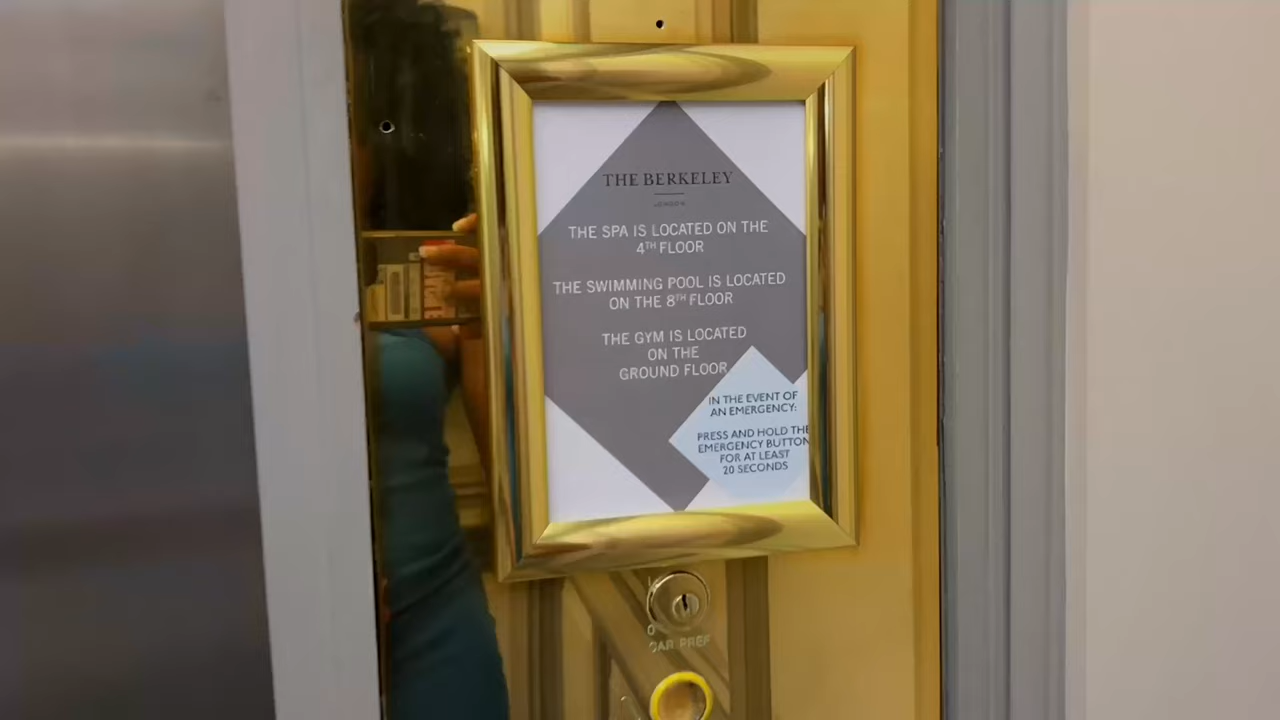 THE BERKELEY
LONDON
THE SPA IS LOCATED ON THE
4TH FLOOR
THE SWIMMING POOL IS LOCATED
ON THE 8TH FLOOR
THE GYM IS LOCATED
ON THE
GROUND FLOOR
IN THE EVENT OF
AN EMERGENCY:
PRESS AND HOLD THE
EMERGENCY BUTTON
FOR AT LEAST
20 SECONDS
0
CAR PREF